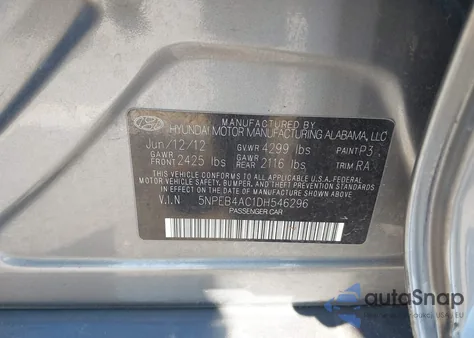 MANUFACTURED BY
HYUNDAI MOTOR MANUFACTURING ALABAMA, LLC
Jun/12/12 GVWR 4299 lbs PAINT P3
GAWR FRONT 2425 lbs GAWR REAR 2116 lbs TRIM RA
THIS VEHICLE CONFORMS TO ALL APPLICABLE U.S.A. FEDERAL
MOTOR VEHICLE SAFETY, BUMPER, AND THEFT PREVENTION STANDARDS
IN EFFECT ON THE DATE OF MANUFACTURE SHOWN ABOVE.
V.I.N 5NPEB4AC1DH546296
PASSENGER CAR
autoSnap